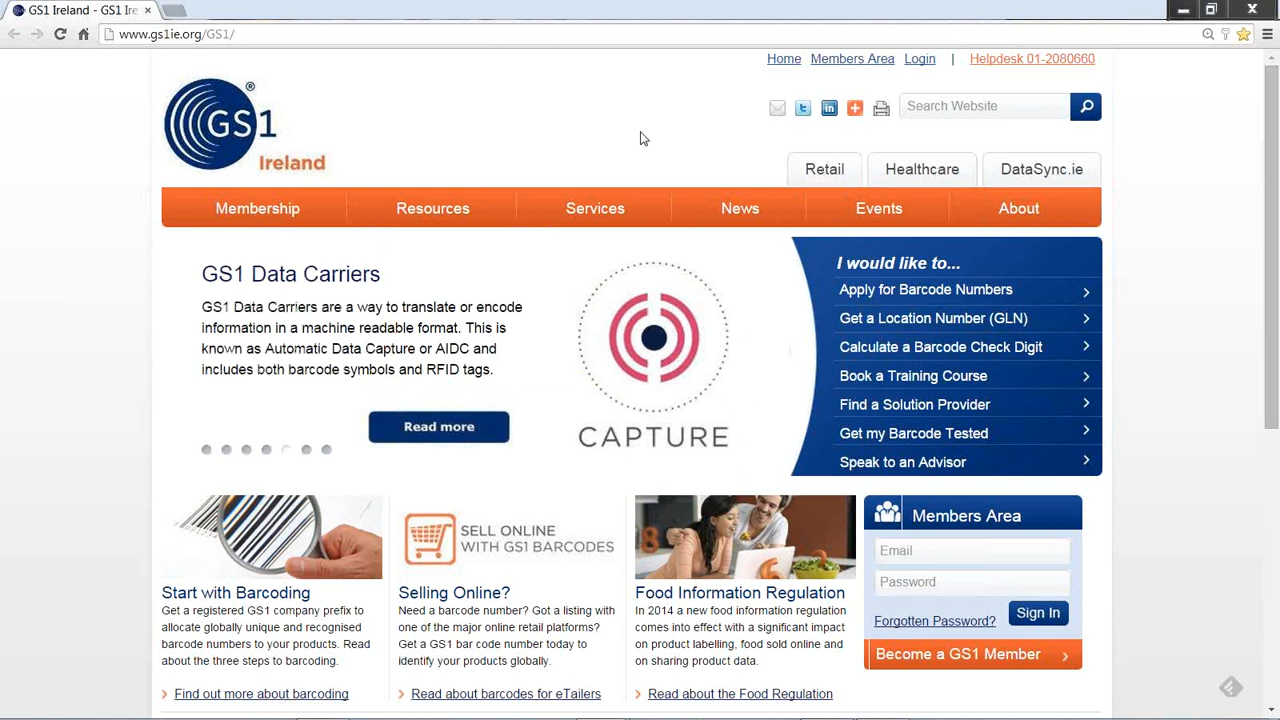 GS1 Ireland - GS1 Ire
www.gs1ie.org/GS1/
Home Members Area Login | Helpdesk 01-2080660
GS1®
Ireland
Search Website
Retail Healthcare DataSync.ie
Membership Resources Services News Events About
GS1 Data Carriers
GS1 Data Carriers are a way to translate or encode
information in a machine readable format. This is
known as Automatic Data Capture or AIDC and
includes both barcode symbols and RFID tags.
Read more
CAPTURE
I would like to...
Apply for Barcode Numbers
Get a Location Number (GLN)
Calculate a Barcode Check Digit
Book a Training Course
Find a Solution Provider
Get my Barcode Tested
Speak to an Advisor
Start with Barcoding
Get a registered GS1 company prefix to
allocate globally unique and recognised
barcode numbers to your products. Read
about the three steps to barcoding.
Find out more about barcoding
SELL ONLINE
WITH GS1 BARCODES
Selling Online?
Need a barcode number? Got a listing with
one of the major online retail platforms?
Get a GS1 bar code number today to
identify your products globally.
Read about barcodes for eTailers
Food Information Regulation
In 2014 a new food information regulation
comes into effect with a significant impact
on product labelling, food sold online and
on sharing product data.
Read about the Food Regulation
Members Area
Email
Password
Forgotten Password?
Sign In
Become a GS1 Member